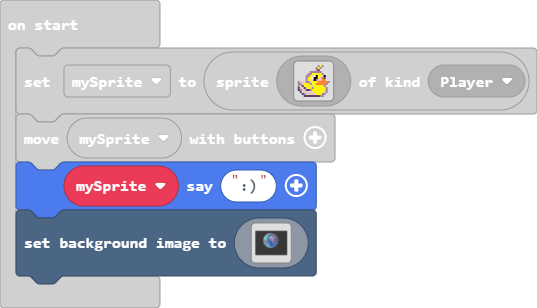 on start
set mySprite to sprite of kind Player
move mySprite with buttons
mySprite say ":)"
set background image to